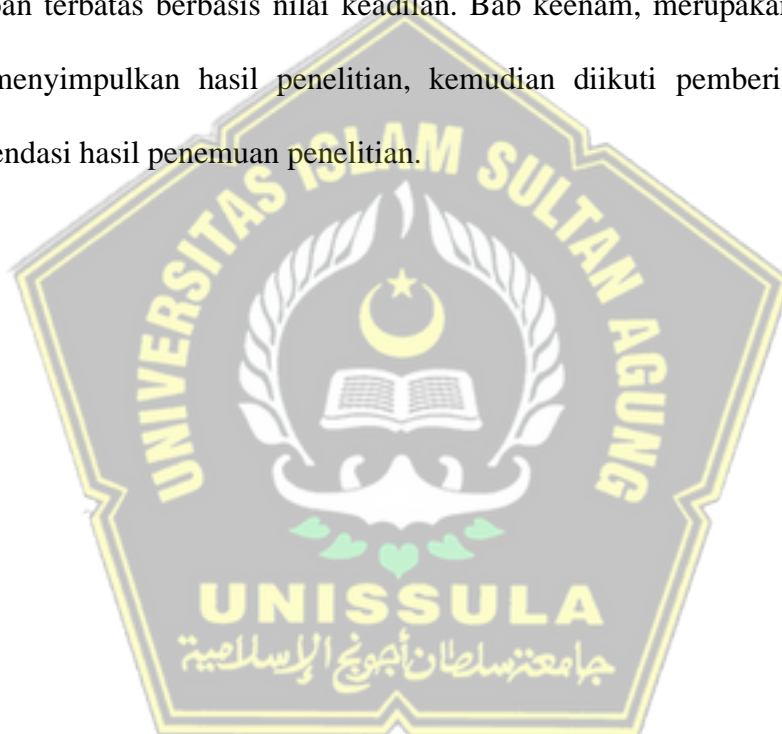 ban terbatas berbasis nilai keadilan. Bab keenam, merupakan
menyimpulkan hasil penelitian, kemudian diikuti pemberi
endasi hasil penemuan penelitian.
UNIVERSITAS ISLAM SULTAN AGUNG
UNISSULA
جامعة سلطان أجونج الإسلامية